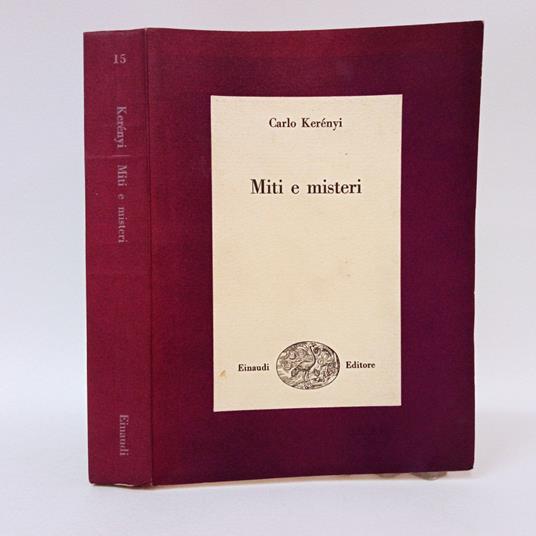 15
Kerényi | Miti e misteri
Einaudi
Carlo Kerényi
Miti e misteri
Einaudi Editore